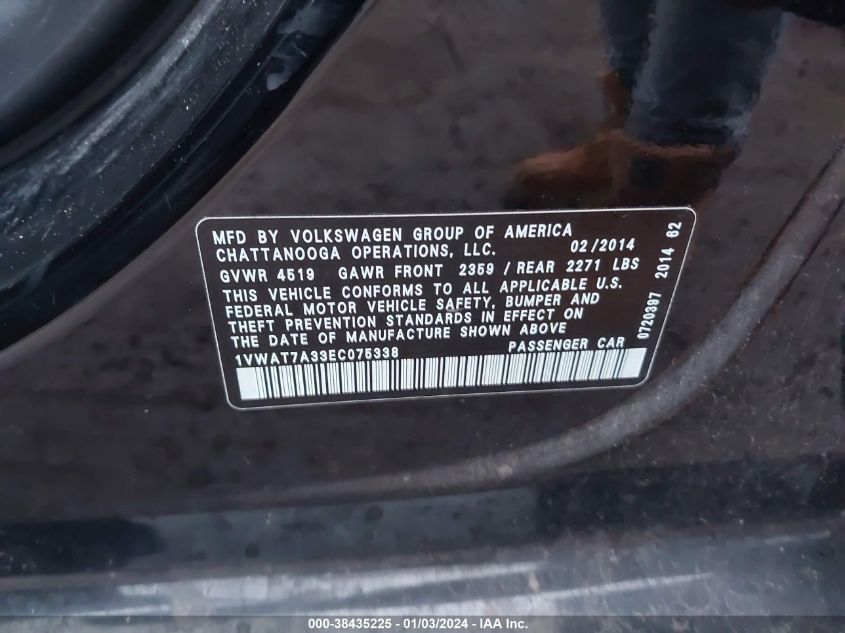 MFD BY VOLKSWAGEN GROUP OF AMERICA
CHATTANOOGA OPERATIONS, LLC. 02/2014
GVWR 4519 GAWR FRONT 2359 / REAR 2271 LBS
THIS VEHICLE CONFORMS TO ALL APPLICABLE U.S.
FEDERAL MOTOR VEHICLE SAFETY, BUMPER AND
THEFT PREVENTION STANDARDS IN EFFECT ON
THE DATE OF MANUFACTURE SHOWN ABOVE
1VWAT7A33EC075338 PASSENGER CAR
0720397 2014 62
000-38435225 - 01/03/2024 - IAA Inc.